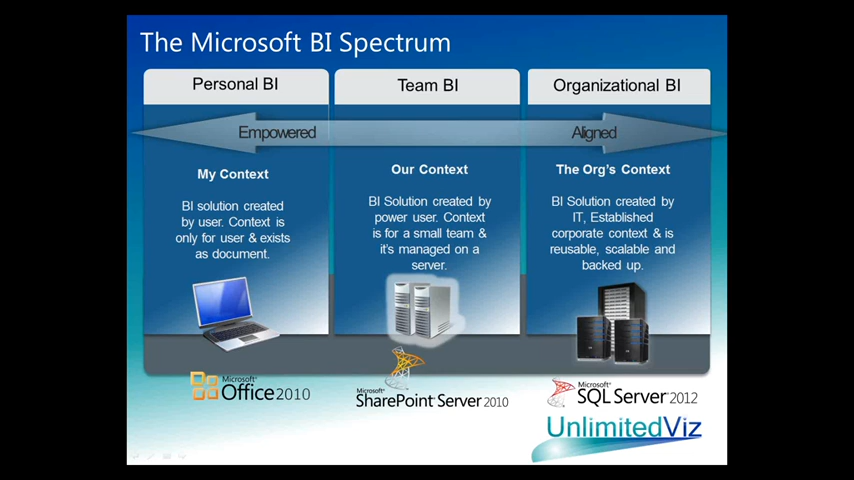 The Microsoft BI Spectrum
Personal BI
Team BI
Organizational BI
Empowered
Aligned
My Context
BI solution created
by user. Context is
only for user & exists
as document.
Our Context
BI Solution created by
power user. Context
is for a small team &
it's managed on a
server.
The Org's Context
BI Solution created by
IT, Established
corporate context & is
reusable, scalable and
backed up.
Microsoft®
Office 2010
Microsoft®
SharePoint® Server 2010
Microsoft®
SQL Server® 2012
UnlimitedViz